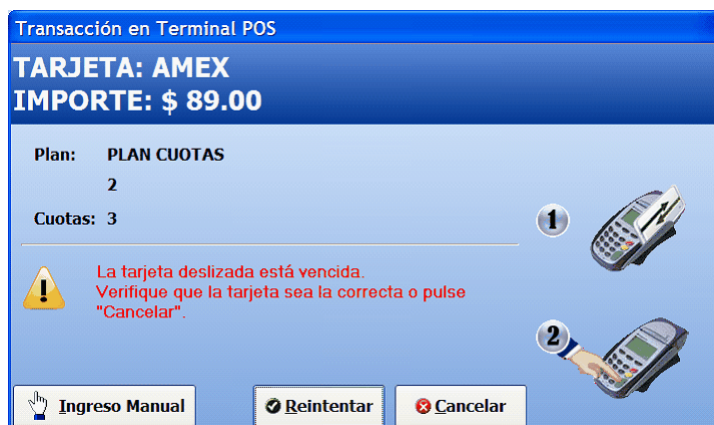 Transacción en Terminal POS
TARJETA: AMEX
IMPORTE: $ 89.00
Plan: PLAN CUOTAS
2
Cuotas: 3
1
La tarjeta deslizada está vencida.
Verifique que la tarjeta sea la correcta o pulse
"Cancelar".
2
Ingreso Manual
Reintentar
Cancelar